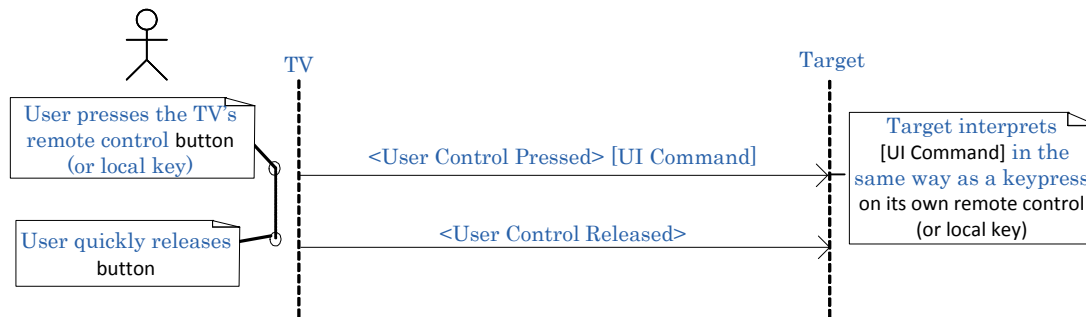 TV
Target
User presses the TV's
remote control button
(or local key)
<User Control Pressed> [UI Command]
Target interprets
[UI Command] in the
same way as a keypress
on its own remote control
(or local key)
User quickly releases
button
<User Control Released>